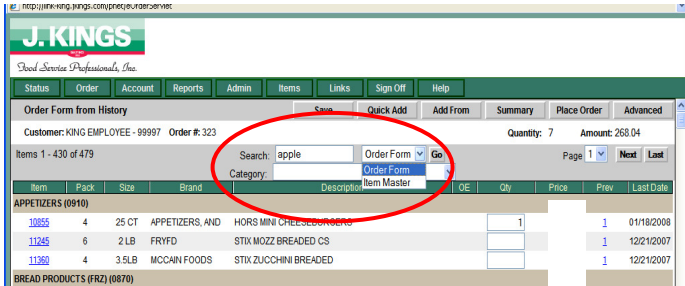 http://link-king.jkings.com/pnet/eOrderServlet
J. KINGS
Food Service Professionals, Inc.
Status Order Account Reports Admin Items Links Sign Off Help
Order Form from History Save Quick Add Add From Summary Place Order Advanced
Customer: KING EMPLOYEE - 99997 Order #: 323 Quantity: 7 Amount: 268.04
Items 1 - 430 of 479 Search: apple Order Form Go Page 1 Next Last
Order Form
Category:
Item Master
Item Pack Size Brand Description OE Qty Price Prev Last Date
APPETIZERS (0910)
10855 4 25 CT APPETIZERS, AND HORS MINI CHEESEBURGERS 1 1 01/18/2008
11245 6 2 LB FRYFD STIX MOZZ BREADED CS 1 12/21/2007
11360 4 3.5LB MCCAIN FOODS STIX ZUCCHINI BREADED 1 12/21/2007
BREAD PRODUCTS (FRZ) (0870)